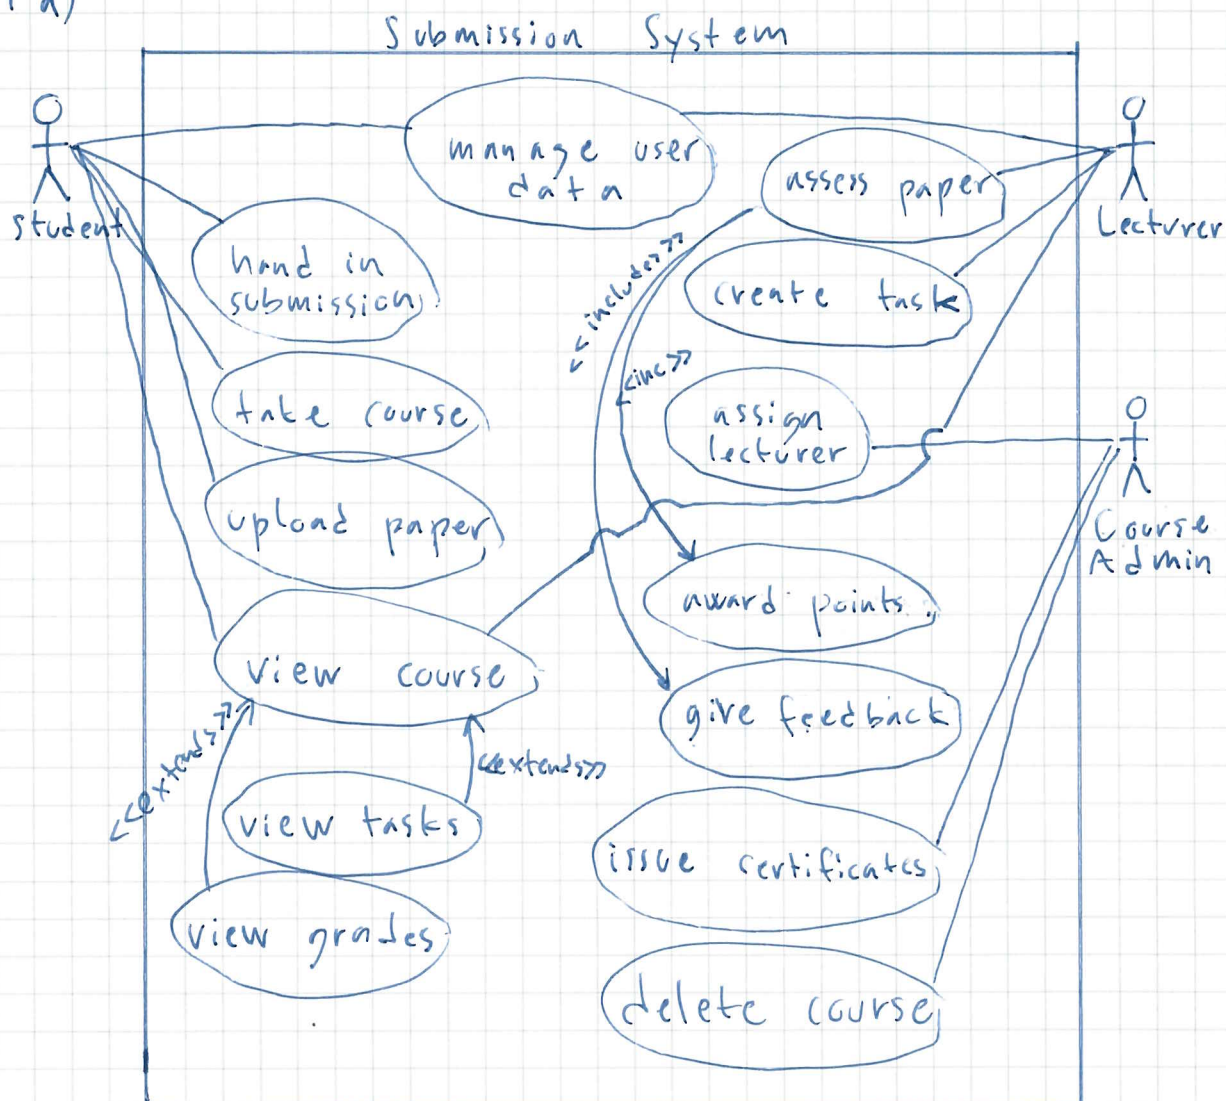 a)
Submission System
manage user
data
assess paper
student
Lecturer
hand in
submission
<<include>>
create task
<inc>>
take course
assign
lecturer
upload paper
Course
Admin
award points
view course
give feedback
<<extends>>
<<extends>>
view tasks
issue certificates
view grades
delete course